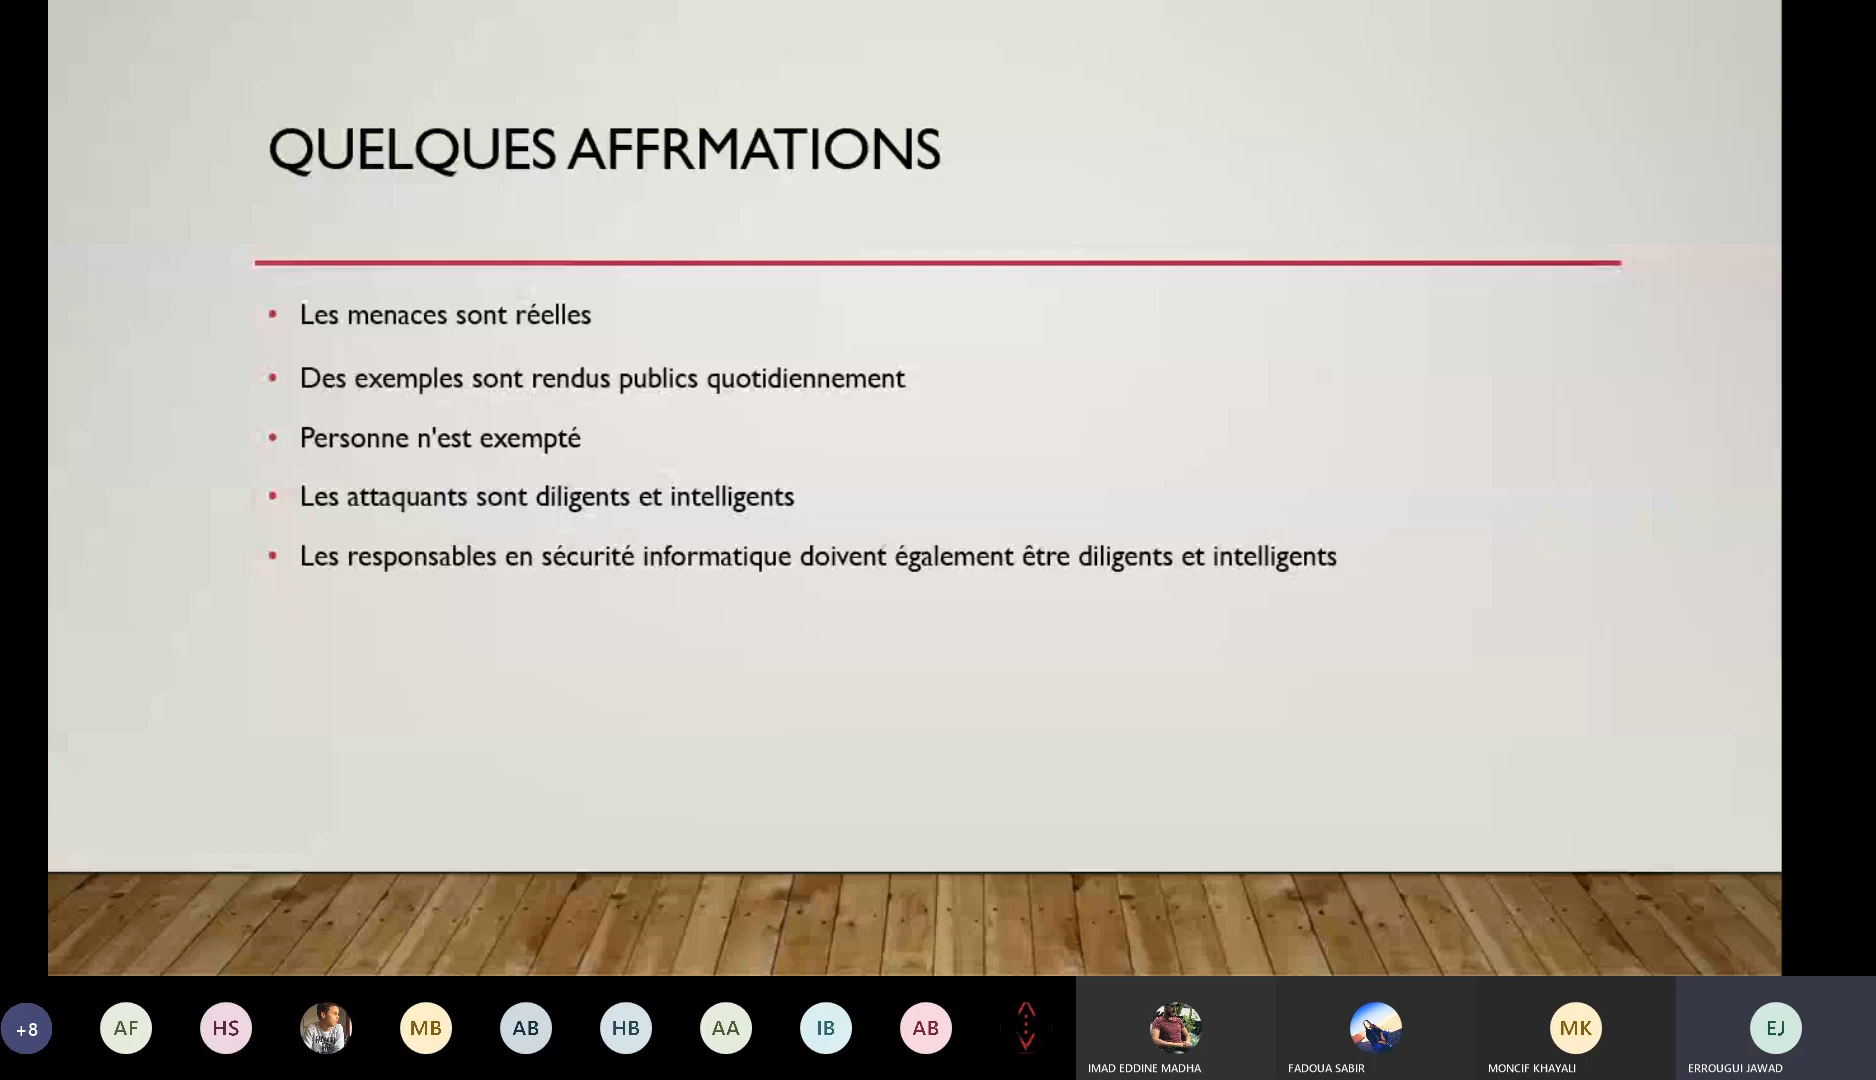 QUELQUES AFFRMATIONS
• Les menaces sont réelles
• Des exemples sont rendus publics quotidiennement
• Personne n'est exempté
• Les attaquants sont diligents et intelligents
• Les responsables en sécurité informatique doivent également être diligents et intelligents
+8
AF
HS
MB
AB
HB
AA
IB
AB
MK
EJ
IMAD EDDINE MADHA
FADOUA SABIR
MONCIF KHAYALI
ERROUGUI JAWAD